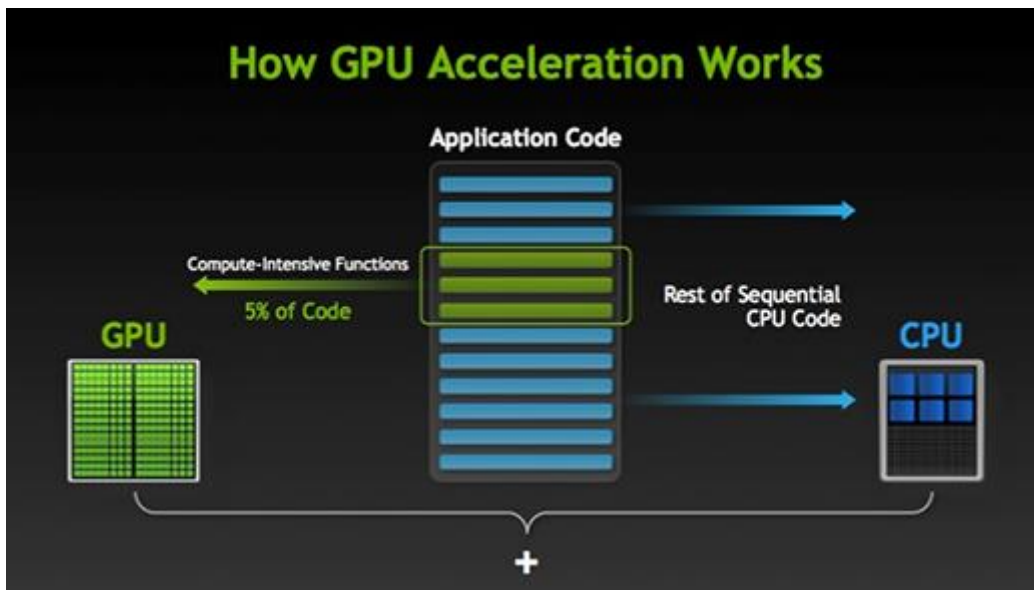 How GPU Acceleration Works
Application Code
Compute-Intensive Functions
5% of Code
Rest of Sequential
CPU Code
GPU
CPU
+